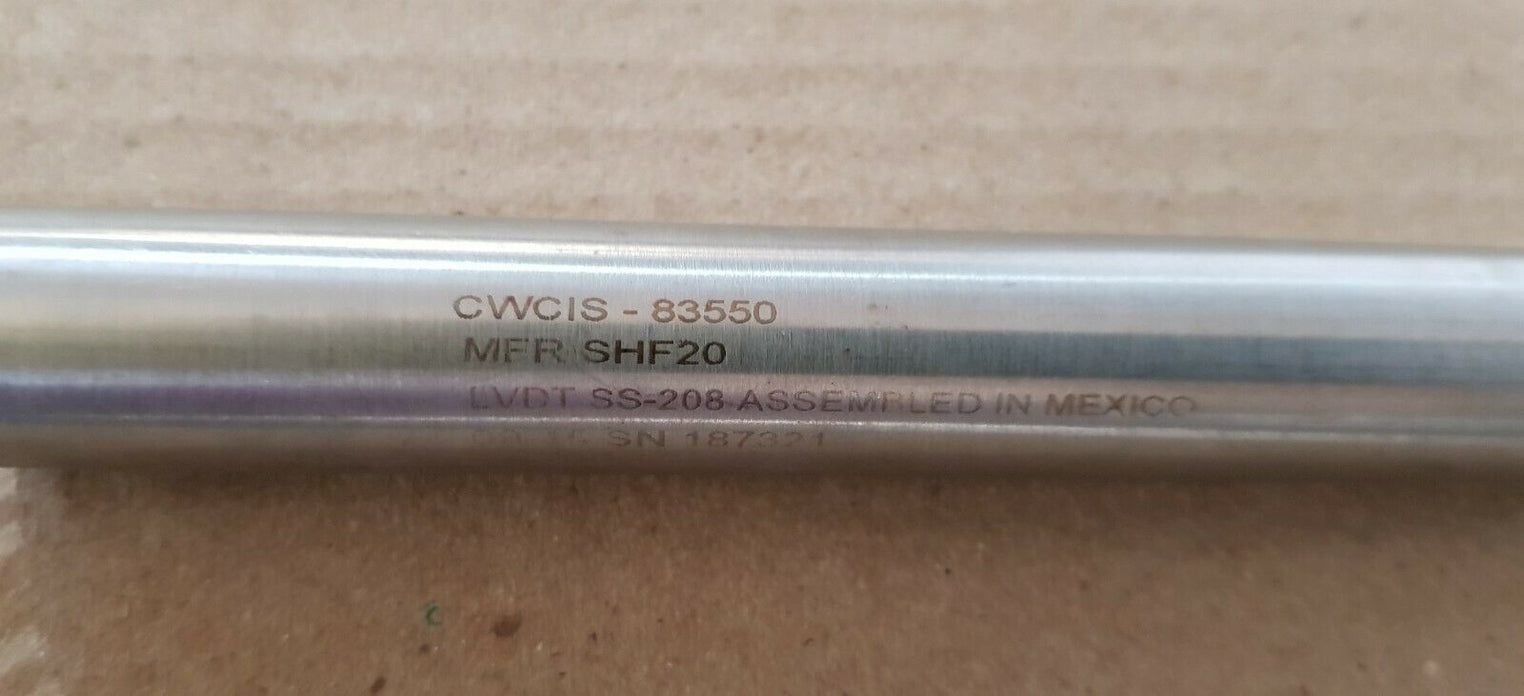 CWCIS - 83550
MFR SHF20
LVDT SS-208 ASSEMBLED IN MEXICO
SN 187321